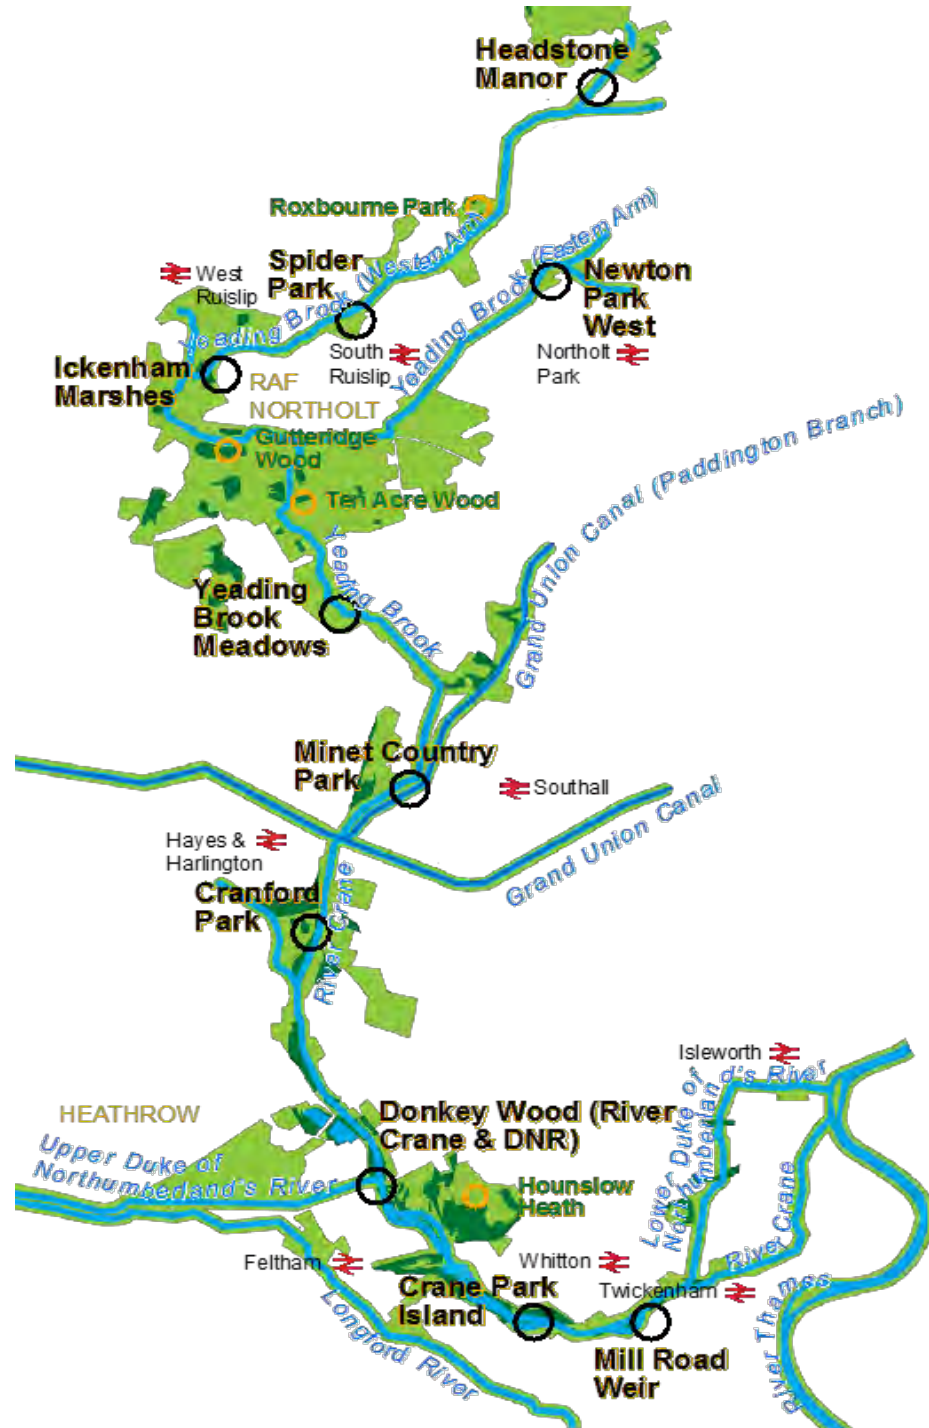 Headstone
Manor
Roxbourne Park
Yeading Brook (Western Arm)
Yeading Brook (Eastern Arm)
Spider
Park
West
Ruislip
Newton
Park
West
South
Ruislip
Northolt
Park
Ickenham
Marshes
RAF
NORTHOLT
Gutteridge
Wood
Ten Acre Wood
Grand Union Canal (Paddington Branch)
Yeading Brook
Yeading
Brook
Meadows
Minet Country
Park
Southall
Grand Union Canal
Hayes &
Harlington
Cranford
Park
River Crane
Isleworth
Lower Duke of
Northumberland's River
HEATHROW
Donkey Wood (River
Crane & DNR)
Upper Duke of
Northumberland's River
Hounslow
Heath
River Crane
Feltham
Whitton
Twickenham
Crane Park
Island
Longford River
River Thames
Mill Road
Weir